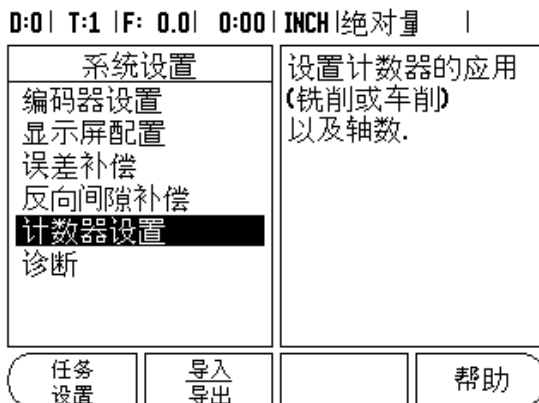 D:0| T:1 |F: 0.0| 0:00| INCH|绝对量 |
系统设置
编码器设置
显示屏配置
误差补偿
反向间隙补偿
计数器设置
诊断
设置计数器的应用
(铣削或车削)
以及轴数.
任务
设置
导入
导出
帮助